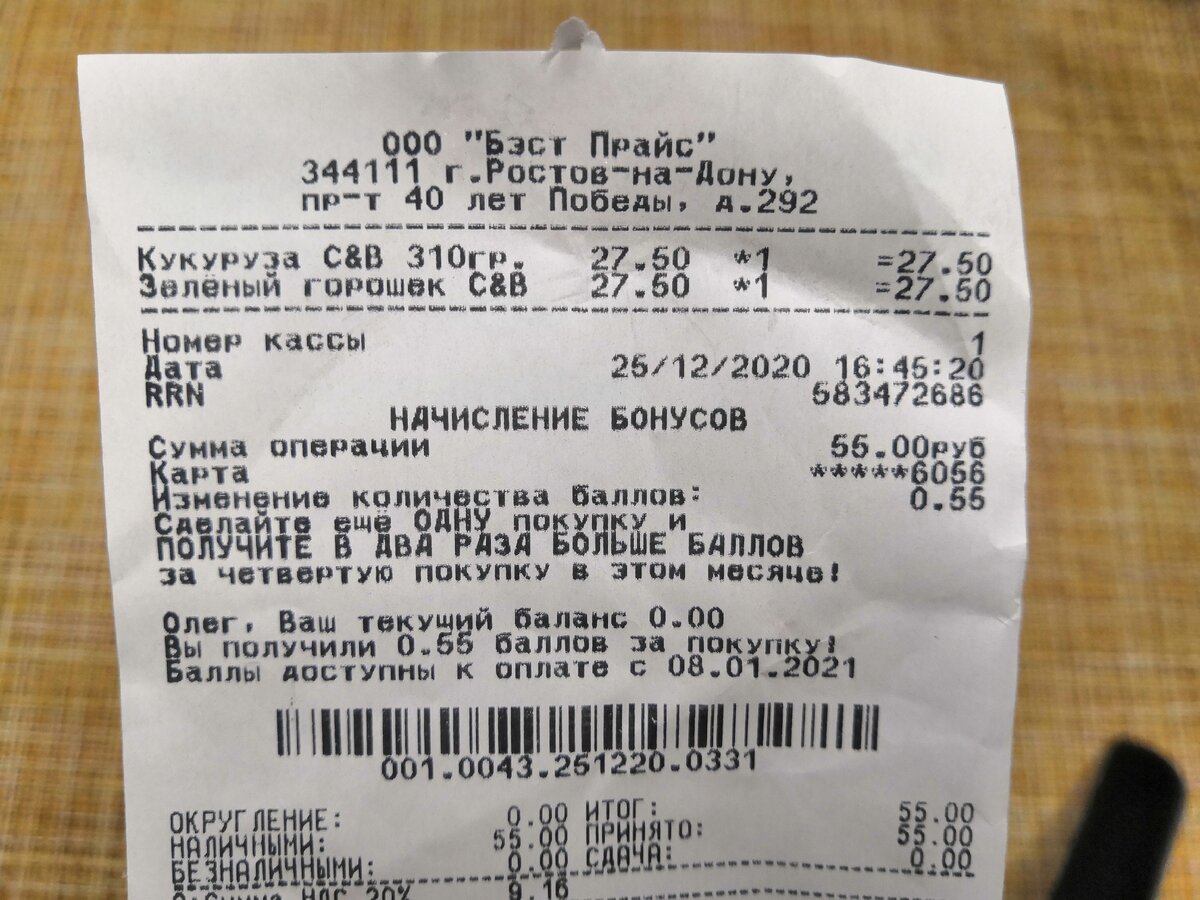 ООО "Бэст Прайс"
344111 г.Ростов-на-Дону,
пр-т 40 лет Победы, д.292
Кукуруза C&B 310гр. 27.50 *1 =27.50
Зелёный горошек C&B 27.50 *1 =27.50
Номер кассы 1
Дата 25/12/2020 16:45:20
RRN 583472686
НАЧИСЛЕНИЕ БОНУСОВ
Сумма операции 55.00руб
Карта *****6056
Изменение количества баллов: 0.55
Сделайте ещё ОДНУ покупку и
ПОЛУЧИТЕ В ДВА РАЗА БОЛЬШЕ БАЛЛОВ
за четвертую покупку в этом месяце!
Олег, Ваш текущий баланс 0.00
Вы получили 0.55 баллов за покупку!
Баллы доступны к оплате с 08.01.2021
001.0043.251220.0331
ОКРУГЛЕНИЕ: 0.00 ИТОГ: 55.00
НАЛИЧНЫМИ: 55.00 ПРИНЯТО: 55.00
БЕЗНАЛИЧНЫМИ: 0.00 СДАЧА: 0.00
НДС 20% 9.16